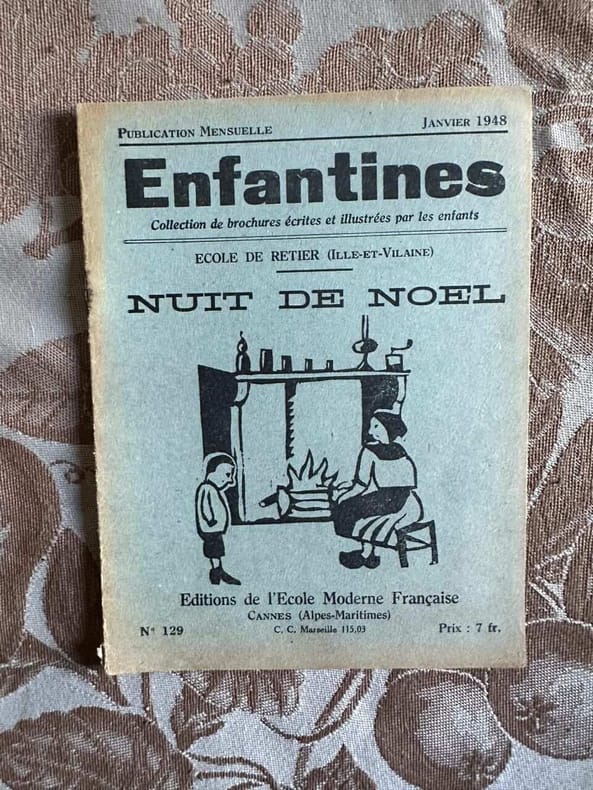 PUBLICATION MENSUELLE JANVIER 1948
Enfantines
Collection de brochures écrites et illustrées par les enfants
ECOLE DE RETIER (ILLE-ET-VILAINE)
NUIT DE NOEL
Editions de l'Ecole Moderne Française
CANNES (Alpes-Maritimes)
N° 129 C. C. Marseille 115.03 Prix : 7 fr.